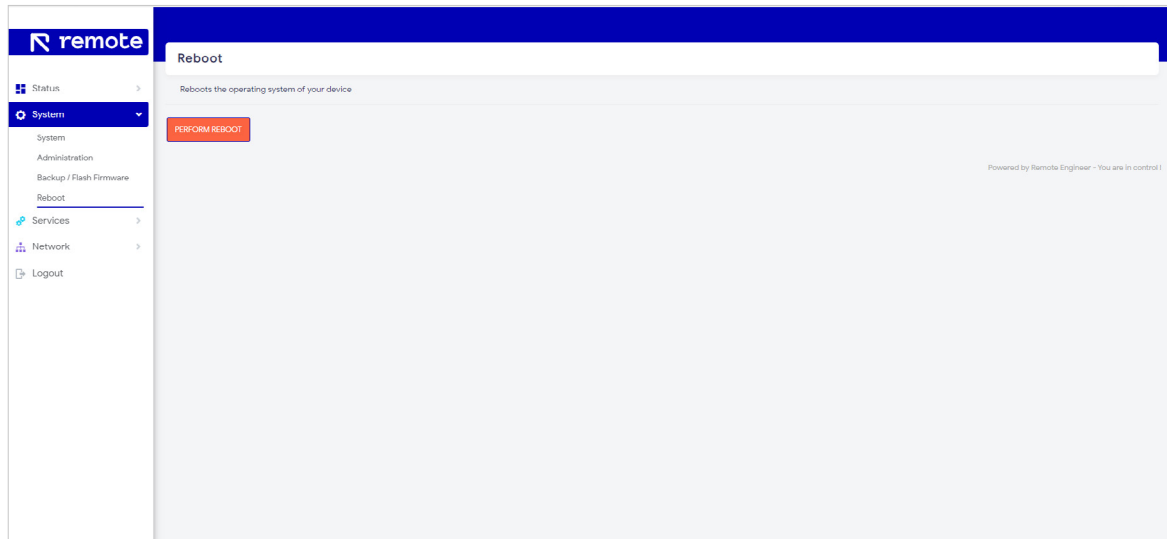 remote
Status
System
System
Administration
Backup / Flash Firmware
Reboot
Services
Network
Logout
Reboot
Reboots the operating system of your device
PERFORM REBOOT
Powered by Remote Engineer - You are in control !